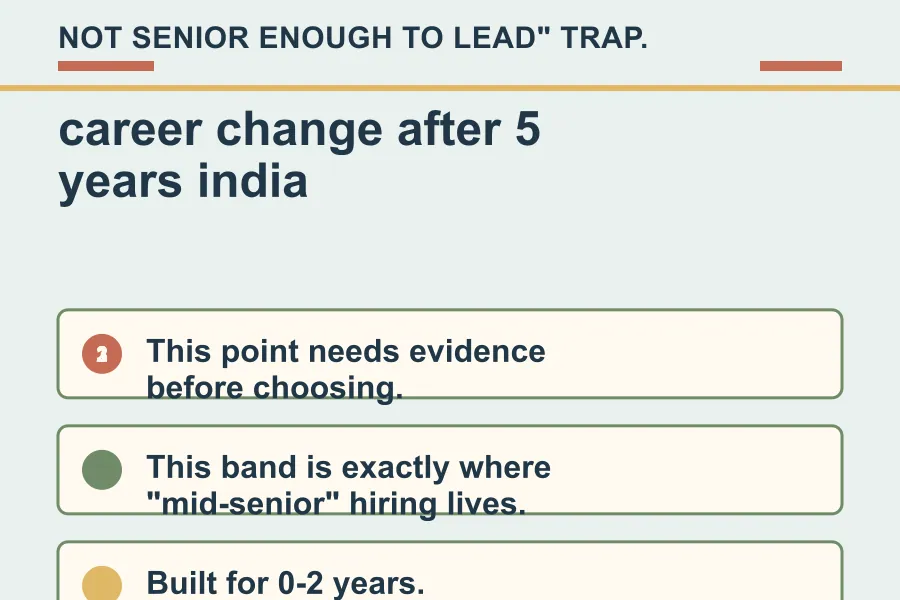 NOT SENIOR ENOUGH TO LEAD" TRAP.
career change after 5
years india
This point needs evidence
before choosing.
This band is exactly where
"mid-senior" hiring lives.
Built for 0-2 years.